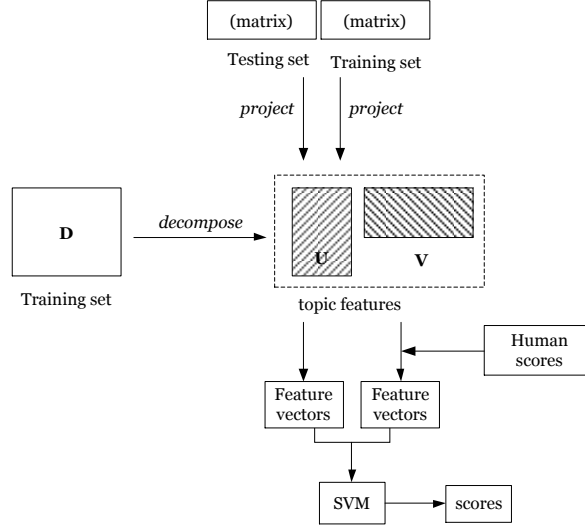 (matrix) (matrix)
Testing set Training set
project project
D
decompose
U
V
Training set
topic features
Human
scores
Feature
vectors
Feature
vectors
SVM
scores